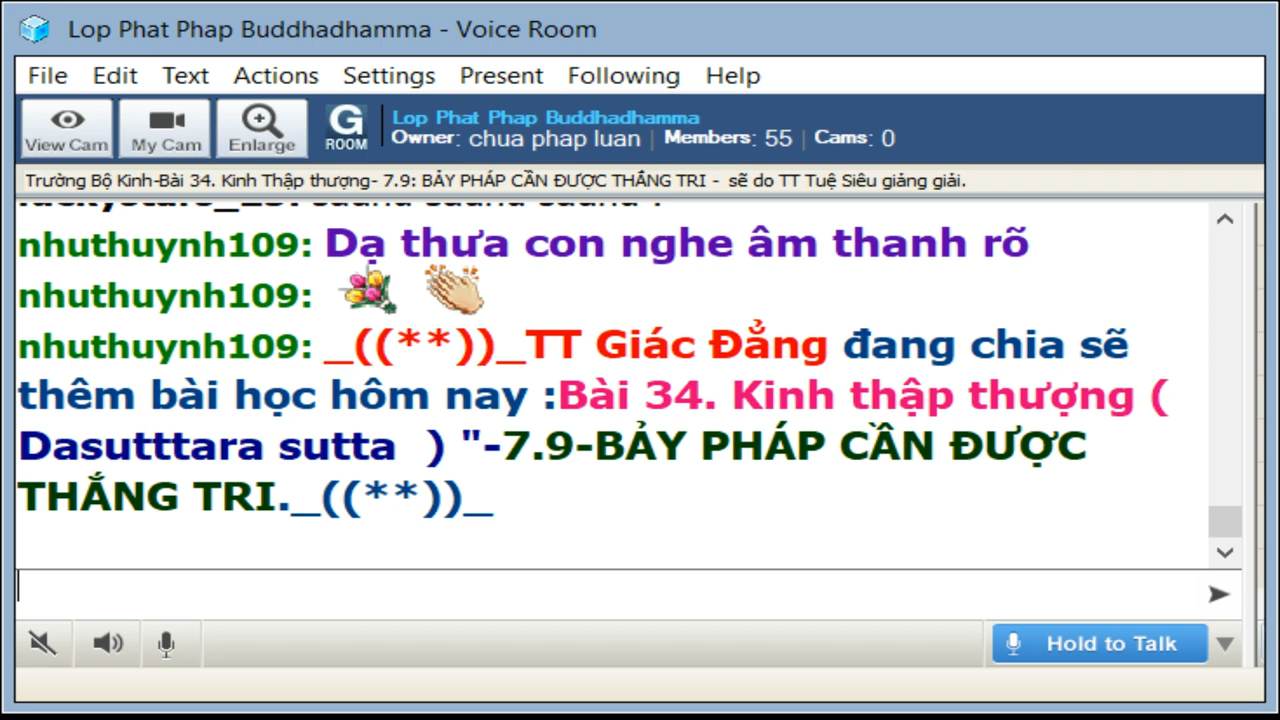 Lop Phat Phap Buddhadhamma - Voice Room
File Edit Text Actions Settings Present Following Help
View Cam My Cam Enlarge G ROOM
Lop Phat Phap Buddhadhamma
Owner: chua phap luan | Members: 55 | Cams: 0
Trường Bộ Kinh-Bài 34. Kinh Thập thượng- 7.9: BẢY PHÁP CẦN ĐƯỢC THẮNG TRI - sẽ do TT Tuệ Siêu giảng giải.
nhuthuynh109: Dạ thưa con nghe âm thanh rõ
nhuthuynh109:
nhuthuynh109: _((**))_TT Giác Đẳng đang chia sẽ
thêm bài học hôm nay :Bài 34. Kinh thập thượng (
Dasutttara sutta ) "-7.9-BẢY PHÁP CẦN ĐƯỢC
THẮNG TRI._((**))_
Hold to Talk